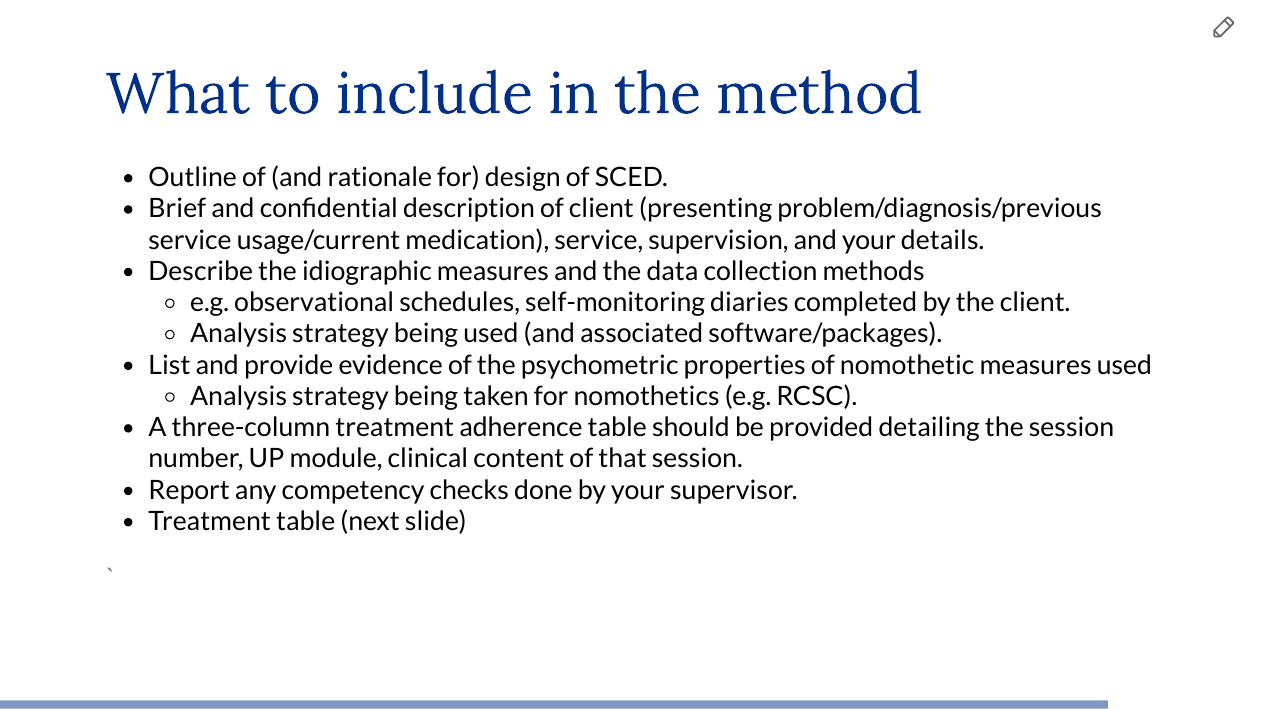 What to include in the method
• Outline of (and rationale for) design of SCED.
• Brief and confidential description of client (presenting problem/diagnosis/previous
service usage/current medication), service, supervision, and your details.
• Describe the idiographic measures and the data collection methods
◦ e.g. observational schedules, self-monitoring diaries completed by the client.
◦ Analysis strategy being used (and associated software/packages).
• List and provide evidence of the psychometric properties of nomothetic measures used
◦ Analysis strategy being taken for nomothetics (e.g. RCSC).
• A three-column treatment adherence table should be provided detailing the session
number, UP module, clinical content of that session.
• Report any competency checks done by your supervisor.
• Treatment table (next slide)
`